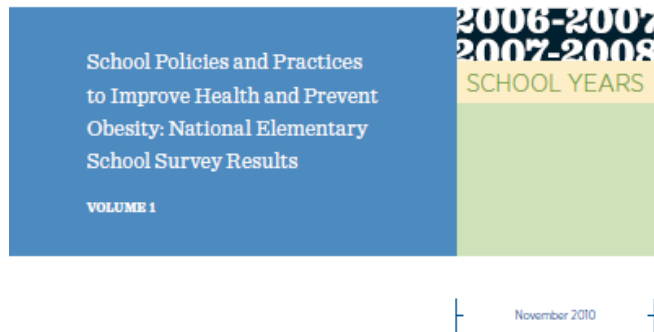 School Policies and Practices
to Improve Health and Prevent
Obesity: National Elementary
School Survey Results
VOLUME 1
2006-2007
2007-2008
SCHOOL YEARS
November 2010